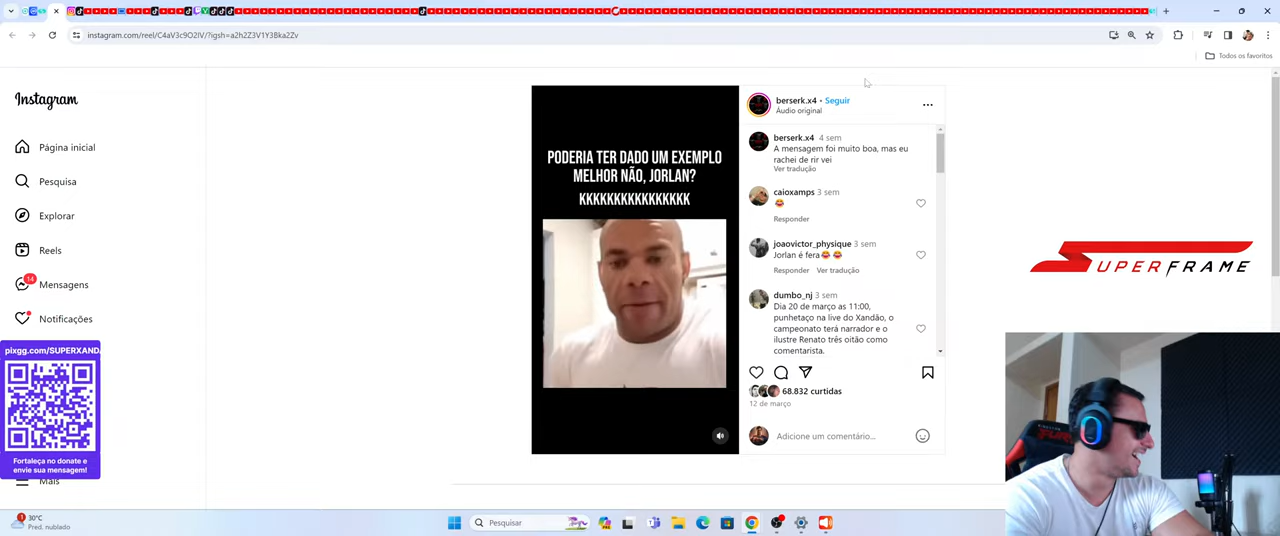 instagram.com/reel/C4aV3c9O2IV/?igsh=a2h2Z3V1Y3Bka2Zv
Todos os favoritos
Instagram
Página inicial
Pesquisa
Explorar
Reels
14
Mensagens
Notificações
pixgg.com/SUPERXANDA
Fortaleça no donate e
envie sua mensagem!
Mais
PODERIA TER DADO UM EXEMPLO
MELHOR NÃO, JORLAN?
KKKKKKKKKKKKKKKK
berserk.x4 • Seguir
Áudio original
berserk.x4 4 sem
A mensagem foi muito boa, mas eu
rachei de rir vei
Ver tradução
caioxamps 3 sem
😂
Responder
joaovictor_physique 3 sem
Jorlan é fera😂😂
Responder Ver tradução
dumbo_nj 3 sem
Dia 20 de março as 11:00,
punhetaço na live do Xandão, o
campeonato terá narrador e o
ilustre Renato três oitão como
comentarista.
68.832 curtidas
12 de março
Adicione um comentário...
SUPERFRAME
1
30°C
Pred. nublado
Pesquisar